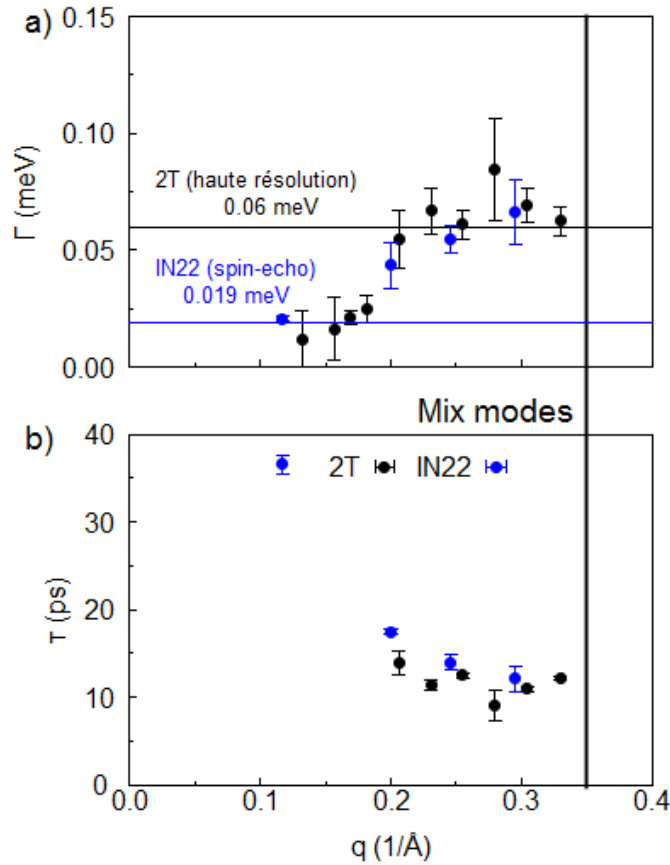 a)
0.15
0.10
0.05
0.00
Γ (meV)
2T (haute résolution)
0.06 meV
IN22 (spin-echo)
0.019 meV
Mix modes
b)
40
30
20
10
0
τ (ps)
2T IN22
0.0 0.1 0.2 0.3 0.4
q (1/Å)